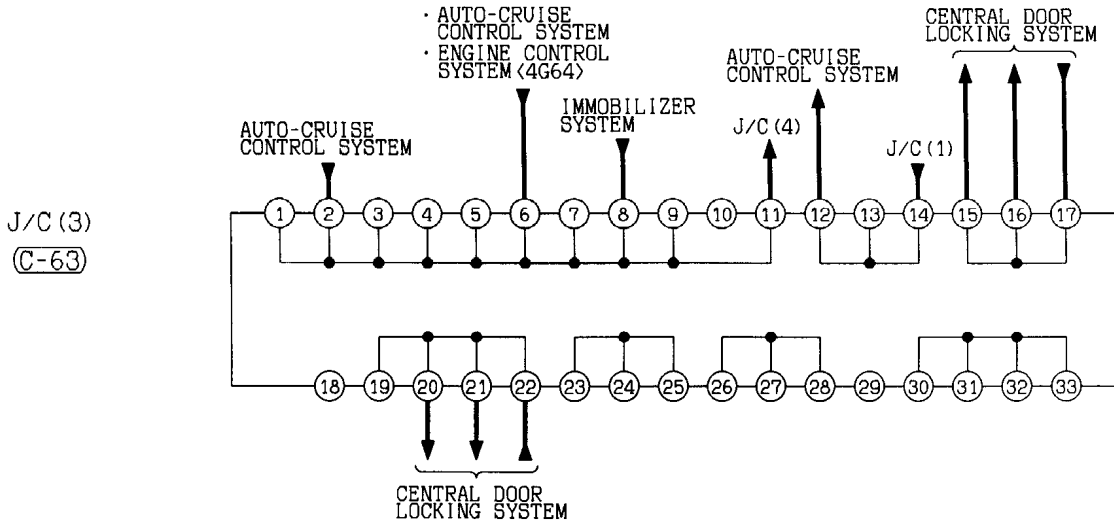 · AUTO-CRUISE
CONTROL SYSTEM
· ENGINE CONTROL
SYSTEM〈4G64〉
CENTRAL DOOR
LOCKING SYSTEM
AUTO-CRUISE
CONTROL SYSTEM
IMMOBILIZER
SYSTEM
AUTO-CRUISE
CONTROL SYSTEM
J/C(4)
J/C(1)
J/C(3)
C-63
1 2 3 4 5 6 7 8 9 10 11 12 13 14 15 16 17
18 19 20 21 22 23 24 25 26 27 28 29 30 31 32 33
CENTRAL DOOR
LOCKING SYSTEM